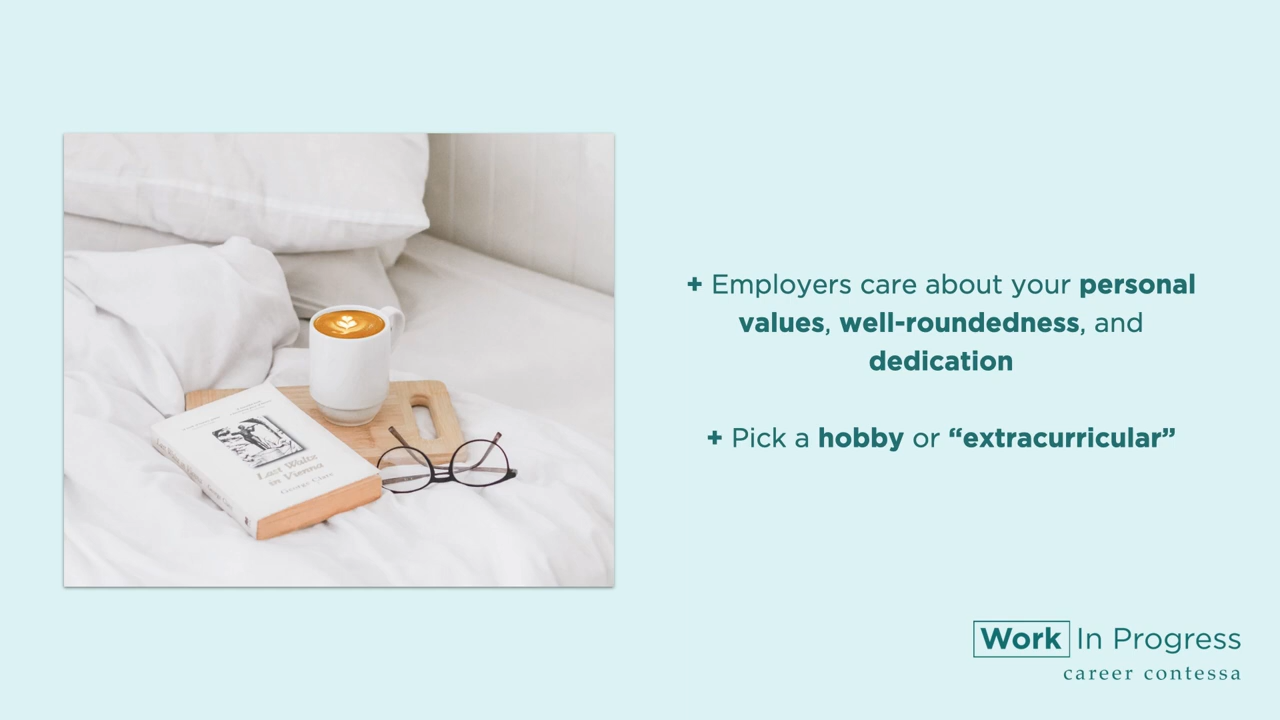 + Employers care about your personal
values, well-roundedness, and
dedication
+ Pick a hobby or “extracurricular”
Last Waltz
in Vienna
George Clare
Work In Progress
career contessa